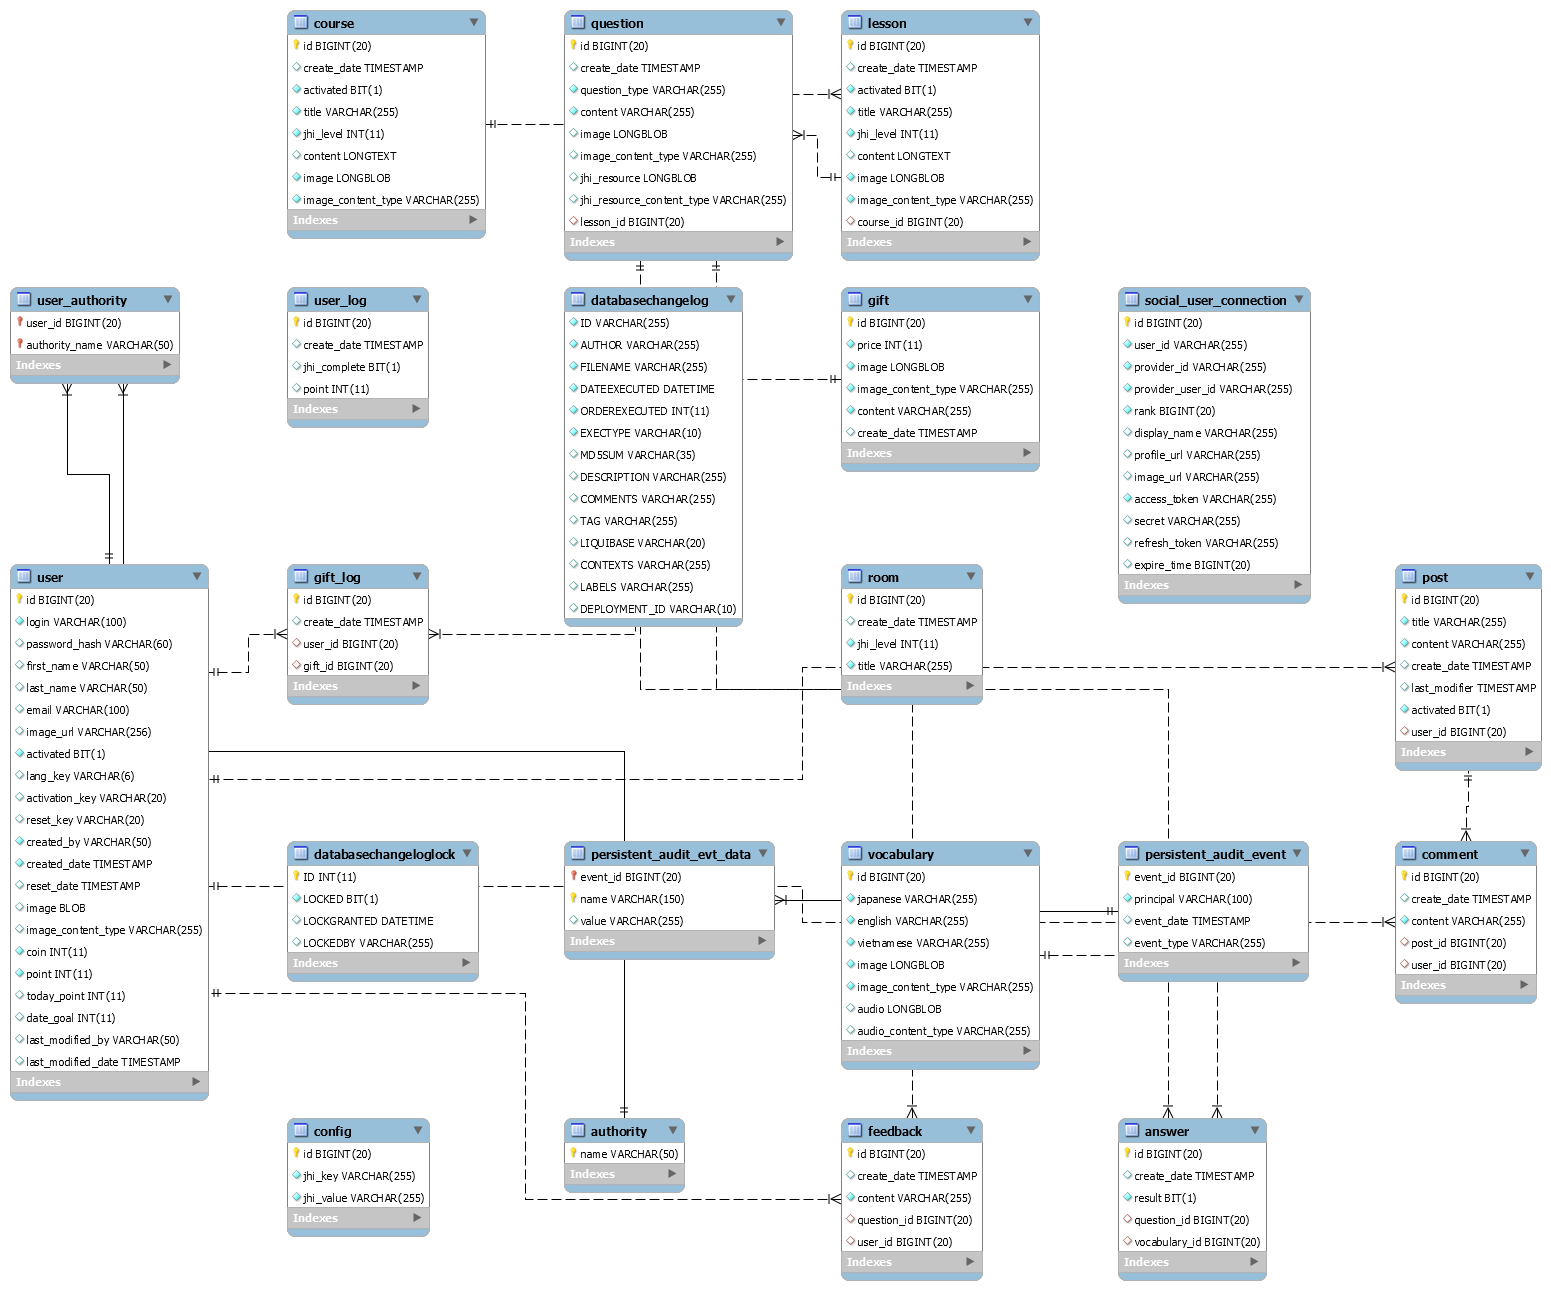 course
id BIGINT(20)
create_date TIMESTAMP
activated BIT(1)
title VARCHAR(255)
jhi_level INT(11)
content LONGTEXT
image LONGBLOB
image_content_type VARCHAR(255)
Indexes
question
id BIGINT(20)
create_date TIMESTAMP
question_type VARCHAR(255)
content VARCHAR(255)
image LONGBLOB
image_content_type VARCHAR(255)
jhi_resource LONGBLOB
jhi_resource_content_type VARCHAR(255)
lesson_id BIGINT(20)
Indexes
lesson
id BIGINT(20)
create_date TIMESTAMP
activated BIT(1)
title VARCHAR(255)
jhi_level INT(11)
content LONGTEXT
image LONGBLOB
image_content_type VARCHAR(255)
course_id BIGINT(20)
Indexes
user_authority
user_id BIGINT(20)
authority_name VARCHAR(50)
Indexes
user_log
id BIGINT(20)
create_date TIMESTAMP
jhi_complete BIT(1)
point INT(11)
Indexes
databasechangelog
ID VARCHAR(255)
AUTHOR VARCHAR(255)
FILENAME VARCHAR(255)
DATEEXECUTED DATETIME
ORDEREXECUTED INT(11)
EXECTYPE VARCHAR(10)
MD5SUM VARCHAR(35)
DESCRIPTION VARCHAR(255)
COMMENTS VARCHAR(255)
TAG VARCHAR(255)
LIQUIBASE VARCHAR(20)
CONTEXTS VARCHAR(255)
LABELS VARCHAR(255)
DEPLOYMENT_ID VARCHAR(10)
gift
id BIGINT(20)
price INT(11)
image LONGBLOB
image_content_type VARCHAR(255)
content VARCHAR(255)
create_date TIMESTAMP
Indexes
social_user_connection
id BIGINT(20)
user_id VARCHAR(255)
provider_id VARCHAR(255)
provider_user_id VARCHAR(255)
rank BIGINT(20)
display_name VARCHAR(255)
profile_url VARCHAR(255)
image_url VARCHAR(255)
access_token VARCHAR(255)
secret VARCHAR(255)
refresh_token VARCHAR(255)
expire_time BIGINT(20)
Indexes
user
id BIGINT(20)
login VARCHAR(100)
password_hash VARCHAR(60)
first_name VARCHAR(50)
last_name VARCHAR(50)
email VARCHAR(100)
image_url VARCHAR(256)
activated BIT(1)
lang_key VARCHAR(6)
activation_key VARCHAR(20)
reset_key VARCHAR(20)
created_by VARCHAR(50)
created_date TIMESTAMP
reset_date TIMESTAMP
image BLOB
image_content_type VARCHAR(255)
coin INT(11)
point INT(11)
today_point INT(11)
date_goal INT(11)
last_modified_by VARCHAR(50)
last_modified_date TIMESTAMP
Indexes
gift_log
id BIGINT(20)
create_date TIMESTAMP
user_id BIGINT(20)
gift_id BIGINT(20)
Indexes
room
id BIGINT(20)
create_date TIMESTAMP
jhi_level INT(11)
title VARCHAR(255)
Indexes
post
id BIGINT(20)
title VARCHAR(255)
content VARCHAR(255)
create_date TIMESTAMP
last_modifier TIMESTAMP
activated BIT(1)
user_id BIGINT(20)
Indexes
databasechangeloglock
ID INT(11)
LOCKED BIT(1)
LOCKGRANTED DATETIME
LOCKEDBY VARCHAR(255)
Indexes
persistent_audit_evt_data
event_id BIGINT(20)
name VARCHAR(150)
value VARCHAR(255)
Indexes
vocabulary
id BIGINT(20)
japanese VARCHAR(255)
english VARCHAR(255)
vietnamese VARCHAR(255)
image LONGBLOB
image_content_type VARCHAR(255)
audio LONGBLOB
audio_content_type VARCHAR(255)
Indexes
persistent_audit_event
event_id BIGINT(20)
principal VARCHAR(100)
event_date TIMESTAMP
event_type VARCHAR(255)
Indexes
comment
id BIGINT(20)
create_date TIMESTAMP
content VARCHAR(255)
post_id BIGINT(20)
user_id BIGINT(20)
Indexes
config
id BIGINT(20)
jhi_key VARCHAR(255)
jhi_value VARCHAR(255)
Indexes
authority
name VARCHAR(50)
Indexes
feedback
id BIGINT(20)
create_date TIMESTAMP
content VARCHAR(255)
question_id BIGINT(20)
user_id BIGINT(20)
Indexes
answer
id BIGINT(20)
create_date TIMESTAMP
result BIT(1)
question_id BIGINT(20)
vocabulary_id BIGINT(20)
Indexes